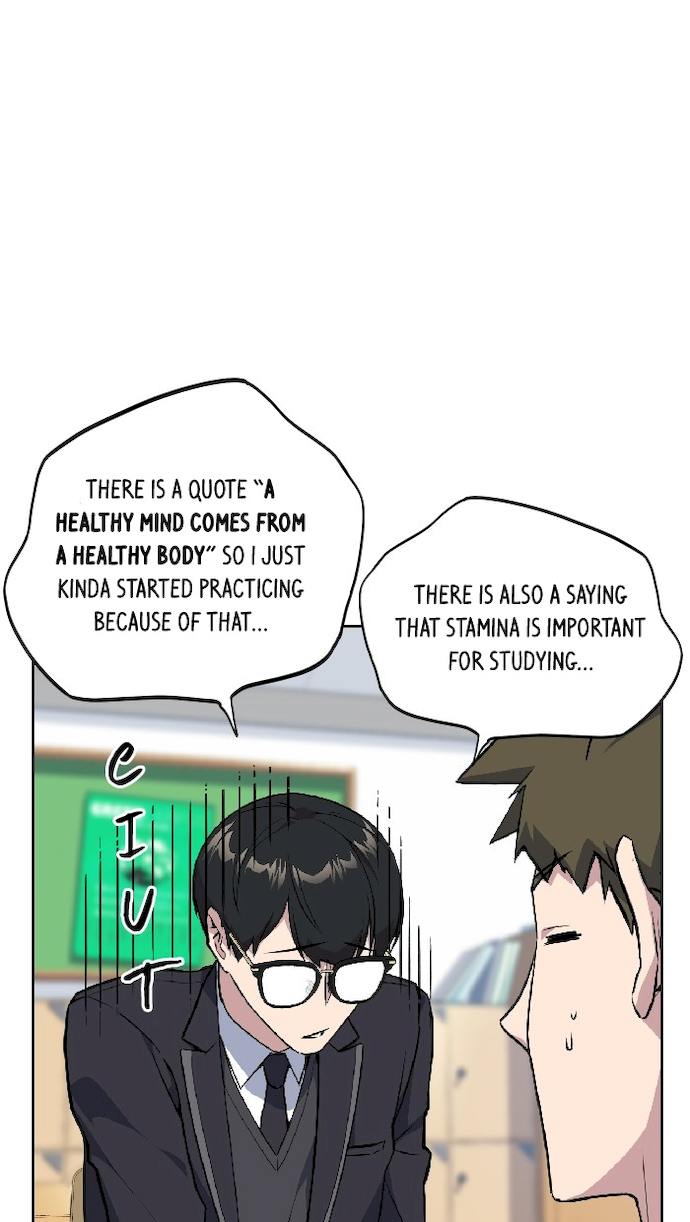 THERE IS A QUOTE “A
HEALTHY MIND COMES FROM
A HEALTHY BODY” SO I JUST
KINDA STARTED PRACTICING
BECAUSE OF THAT...
THERE IS ALSO A SAYING
THAT STAMINA IS IMPORTANT
FOR STUDYING...
C
I
U
T